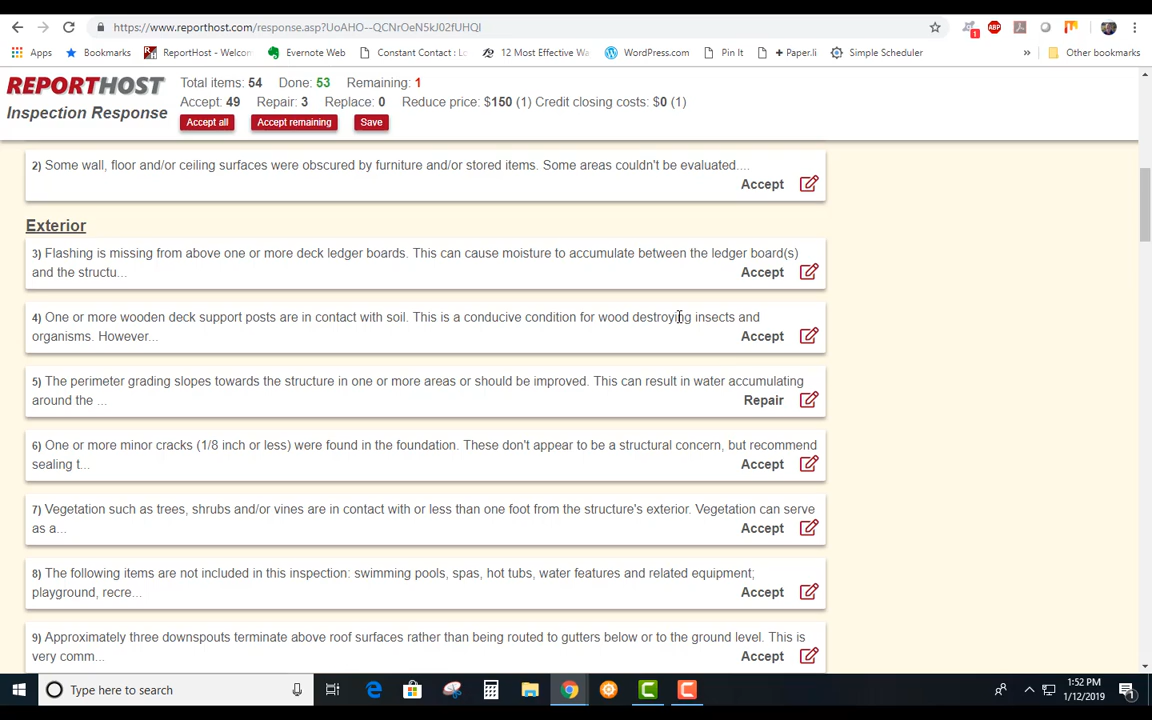 https://www.reporthost.com/response.asp?UoAHO--QCNrOeN5kJ02fUHQI
Apps Bookmarks ReportHost - Welcom Evernote Web Constant Contact : Lo 12 Most Effective Wa WordPress.com Pin It + Paper.li Simple Scheduler » Other bookmarks
REPORTHOST
Inspection Response
Total items: 54 Done: 53 Remaining: 1
Accept: 49 Repair: 3 Replace: 0 Reduce price: $150 (1) Credit closing costs: $0 (1)
Accept all Accept remaining Save
2) Some wall, floor and/or ceiling surfaces were obscured by furniture and/or stored items. Some areas couldn't be evaluated....
Accept
Exterior
3) Flashing is missing from above one or more deck ledger boards. This can cause moisture to accumulate between the ledger board(s)
and the structu...
Accept
4) One or more wooden deck support posts are in contact with soil. This is a conducive condition for wood destroying insects and
organisms. However...
Accept
5) The perimeter grading slopes towards the structure in one or more areas or should be improved. This can result in water accumulating
around the ...
Repair
6) One or more minor cracks (1/8 inch or less) were found in the foundation. These don't appear to be a structural concern, but recommend
sealing t...
Accept
7) Vegetation such as trees, shrubs and/or vines are in contact with or less than one foot from the structure's exterior. Vegetation can serve
as a...
Accept
8) The following items are not included in this inspection: swimming pools, spas, hot tubs, water features and related equipment;
playground, recre...
Accept
9) Approximately three downspouts terminate above roof surfaces rather than being routed to gutters below or to the ground level. This is
very comm...
Accept
Type here to search
1:52 PM
1/12/2019